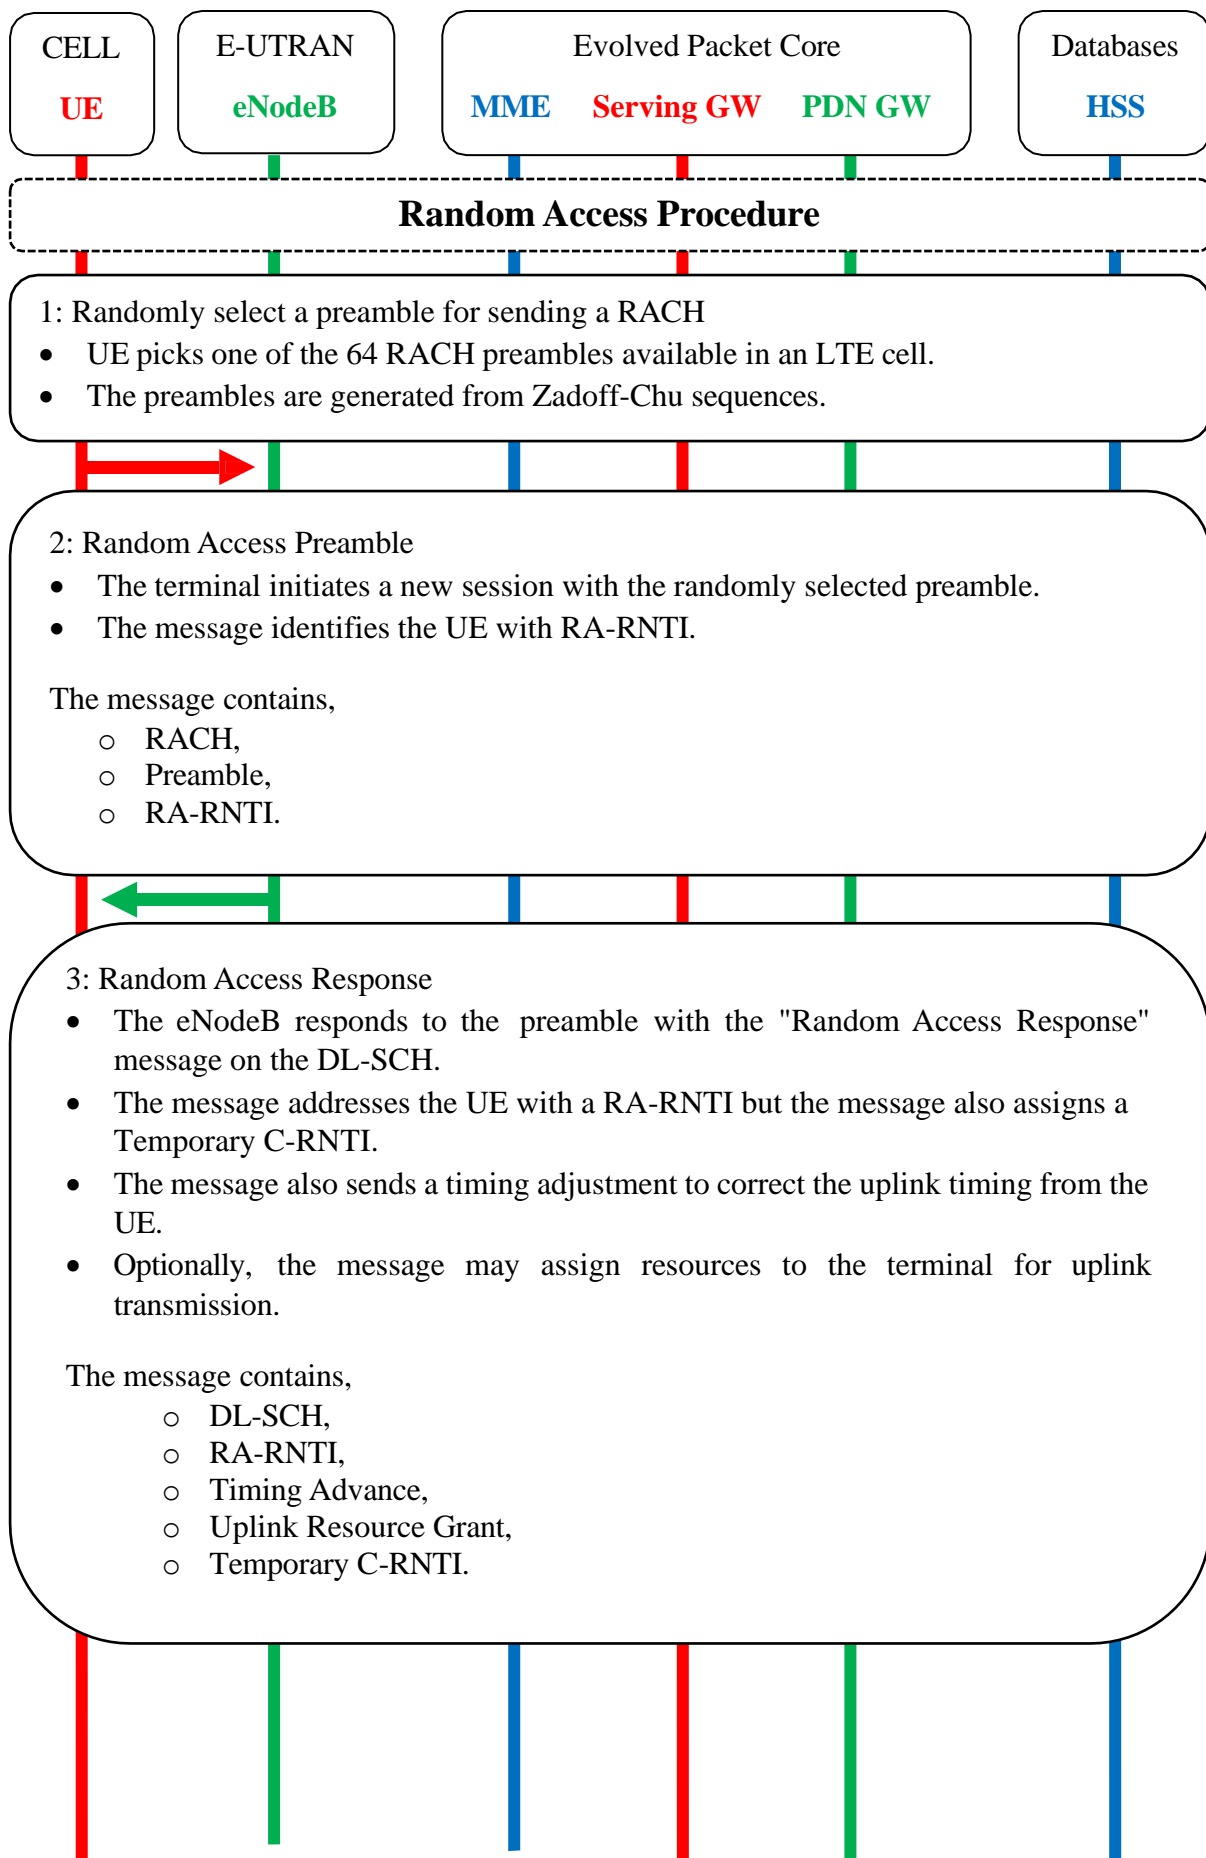 CELL
UE
E-UTRAN
eNodeB
Evolved Packet Core
MME Serving GW PDN GW
Databases
HSS
Random Access Procedure
1: Randomly select a preamble for sending a RACH
• UE picks one of the 64 RACH preambles available in an LTE cell.
• The preambles are generated from Zadoff-Chu sequences.
2: Random Access Preamble
• The terminal initiates a new session with the randomly selected preamble.
• The message identifies the UE with RA-RNTI.
The message contains,
o RACH,
o Preamble,
o RA-RNTI.
3: Random Access Response
• The eNodeB responds to the preamble with the "Random Access Response"
message on the DL-SCH.
• The message addresses the UE with a RA-RNTI but the message also assigns a
Temporary C-RNTI.
• The message also sends a timing adjustment to correct the uplink timing from the
UE.
• Optionally, the message may assign resources to the terminal for uplink
transmission.
The message contains,
o DL-SCH,
o RA-RNTI,
o Timing Advance,
o Uplink Resource Grant,
o Temporary C-RNTI.